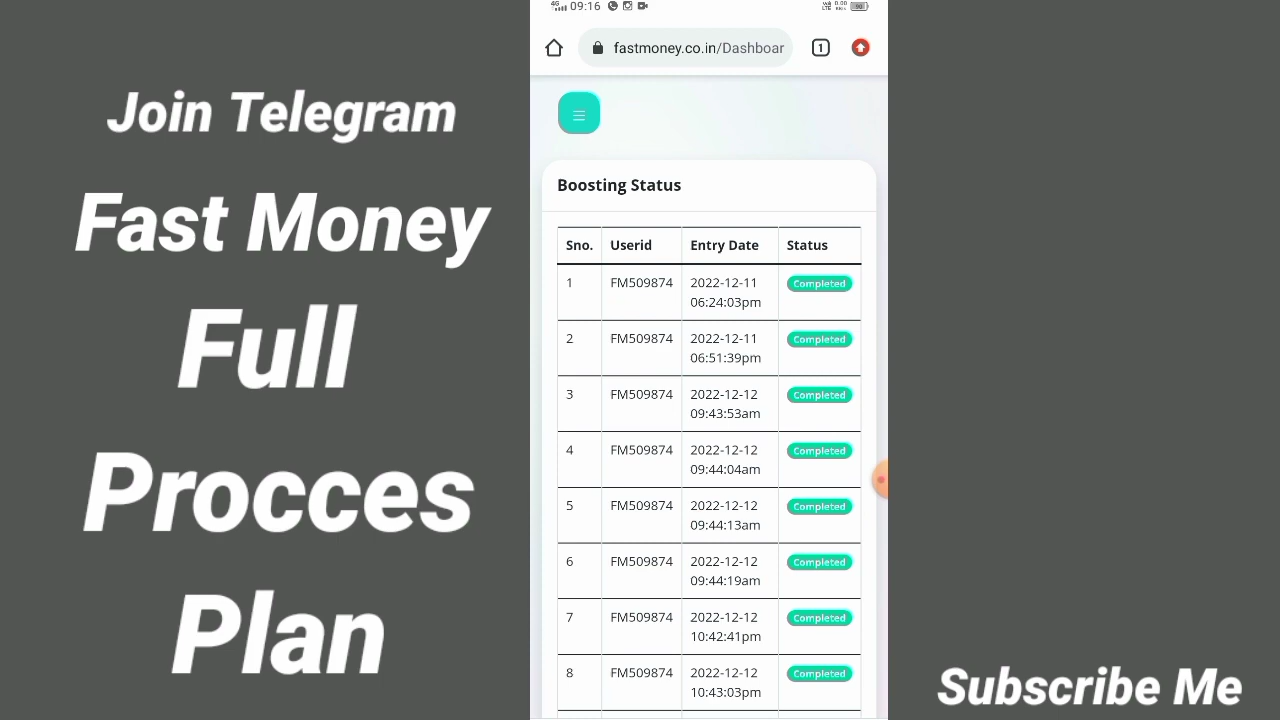 Join Telegram
Fast Money
Full
Procces
Plan
4G 09:16 90
fastmoney.co.in/Dashboar 1
Boosting Status
Sno. Userid Entry Date Status
1 FM509874 2022-12-11 06:24:03pm Completed
2 FM509874 2022-12-11 06:51:39pm Completed
3 FM509874 2022-12-12 09:43:53am Completed
4 FM509874 2022-12-12 09:44:04am Completed
5 FM509874 2022-12-12 09:44:13am Completed
6 FM509874 2022-12-12 09:44:19am Completed
7 FM509874 2022-12-12 10:42:41pm Completed
8 FM509874 2022-12-12 10:43:03pm Completed
Subscribe Me